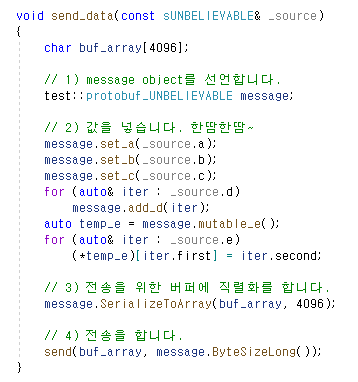 void send_data(const sUNBELIEVABLE& _source)
{
char buf_array[4096];
// 1) message object를 선언합니다.
test::protobuf_UNBELIEVABLE message;
// 2) 값을 넣습니다. 한땀한땀~
message.set_a(_source.a);
message.set_b(_source.b);
message.set_c(_source.c);
for (auto& iter : _source.d)
message.add_d(iter);
auto temp_e = message.mutable_e();
for (auto& iter : _source.e)
(*temp_e)[iter.first] = iter.second;
// 3) 전송을 위한 버퍼에 직렬화를 합니다.
message.SerializeToArray(buf_array, 4096);
// 4) 전송을 합니다.
send(buf_array, message.ByteSizeLong());
}